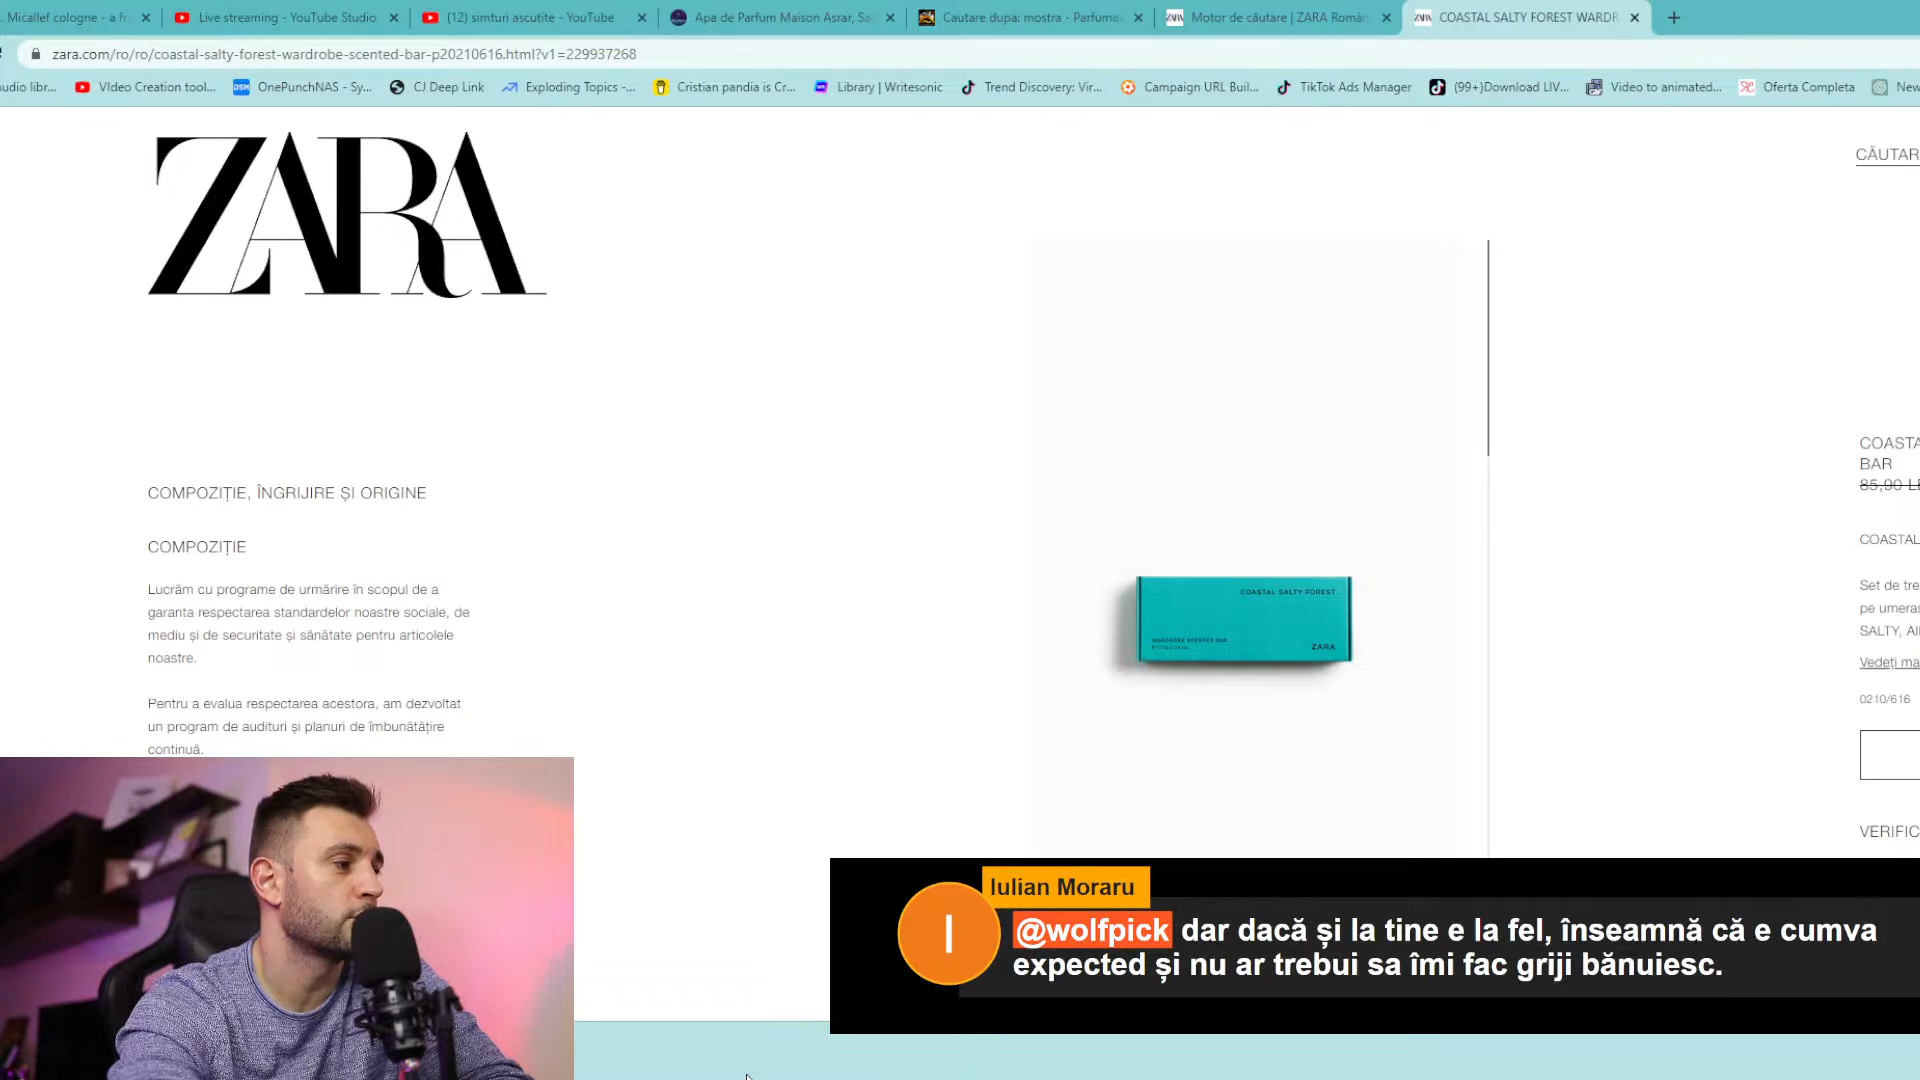 . Micallef cologne - a fra
Live streaming - YouTube Studio
(12) simturi ascutite - YouTube
Apa de Parfum Maison Asrar, Sa
Cautare dupa: mostra - Parfuma
Motor de căutare | ZARA Român
COASTAL SALTY FOREST WARDR
zara.com/ro/ro/coastal-salty-forest-wardrobe-scented-bar-p20210616.html?v1=229937268
udio libr...
VIdeo Creation tool...
OnePunchNAS - Sy...
CJ Deep Link
Exploding Topics -...
Cristian pandia is Cr...
Library | Writesonic
Trend Discovery: Vir...
Campaign URL Buil...
TikTok Ads Manager
(99+)Download LIV...
Video to animated...
Oferta Completa
New
ZARA
CĂUTAR
COMPOZIȚIE, ÎNGRIJIRE ȘI ORIGINE
COMPOZIȚIE
Lucrăm cu programe de urmărire în scopul de a
garanta respectarea standardelor noastre sociale, de
mediu și de securitate și sănătate pentru articolele
noastre.
Pentru a evalua respectarea acestora, am dezvoltat
un program de audituri și planuri de îmbunătățire
continuă.
COASTAL SALTY FOREST
WARDROBE SCENTED BAR
ZARA
COASTA
BAR
85,90 LE
COASTAL
Set de tre
pe umeras
SALTY, AI
Vedeți ma
0210/616
VERIFIC
I
Iulian Moraru
@wolfpick dar dacă și la tine e la fel, înseamnă că e cumva
expected și nu ar trebui sa îmi fac griji bănuiesc.